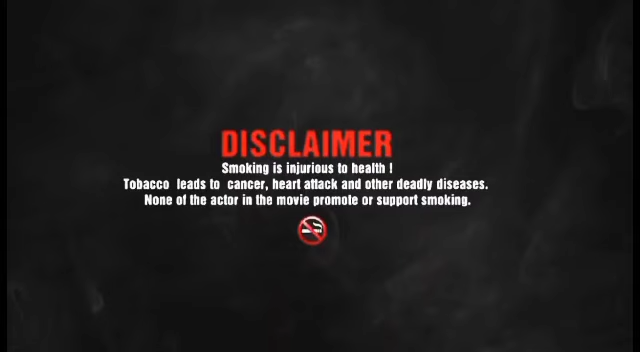 DISCLAIMER
Smoking is injurious to health !
Tobacco leads to cancer, heart attack and other deadly diseases.
None of the actor in the movie promote or support smoking.